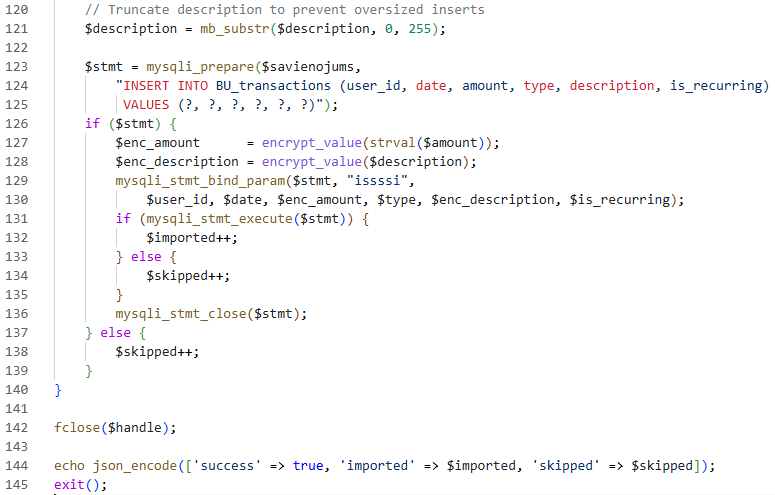 120 // Truncate description to prevent oversized inserts
121 $description = mb_substr($description, 0, 255);
122
123 $stmt = mysqli_prepare($savienojums,
124 "INSERT INTO BU_transactions (user_id, date, amount, type, description, is_recurring)
125 VALUES (?, ?, ?, ?, ?, ?)");
126 if ($stmt) {
127 $enc_amount      = encrypt_value(strval($amount));
128 $enc_description = encrypt_value($description);
129 mysqli_stmt_bind_param($stmt, "issssi",
130 $user_id, $date, $enc_amount, $type, $enc_description, $is_recurring);
131 if (mysqli_stmt_execute($stmt)) {
132 $imported++;
133 } else {
134 $skipped++;
135 }
136 mysqli_stmt_close($stmt);
137 } else {
138 $skipped++;
139 }
140 }
141
142 fclose($handle);
143
144 echo json_encode(['success' => true, 'imported' => $imported, 'skipped' => $skipped]);
145 exit();